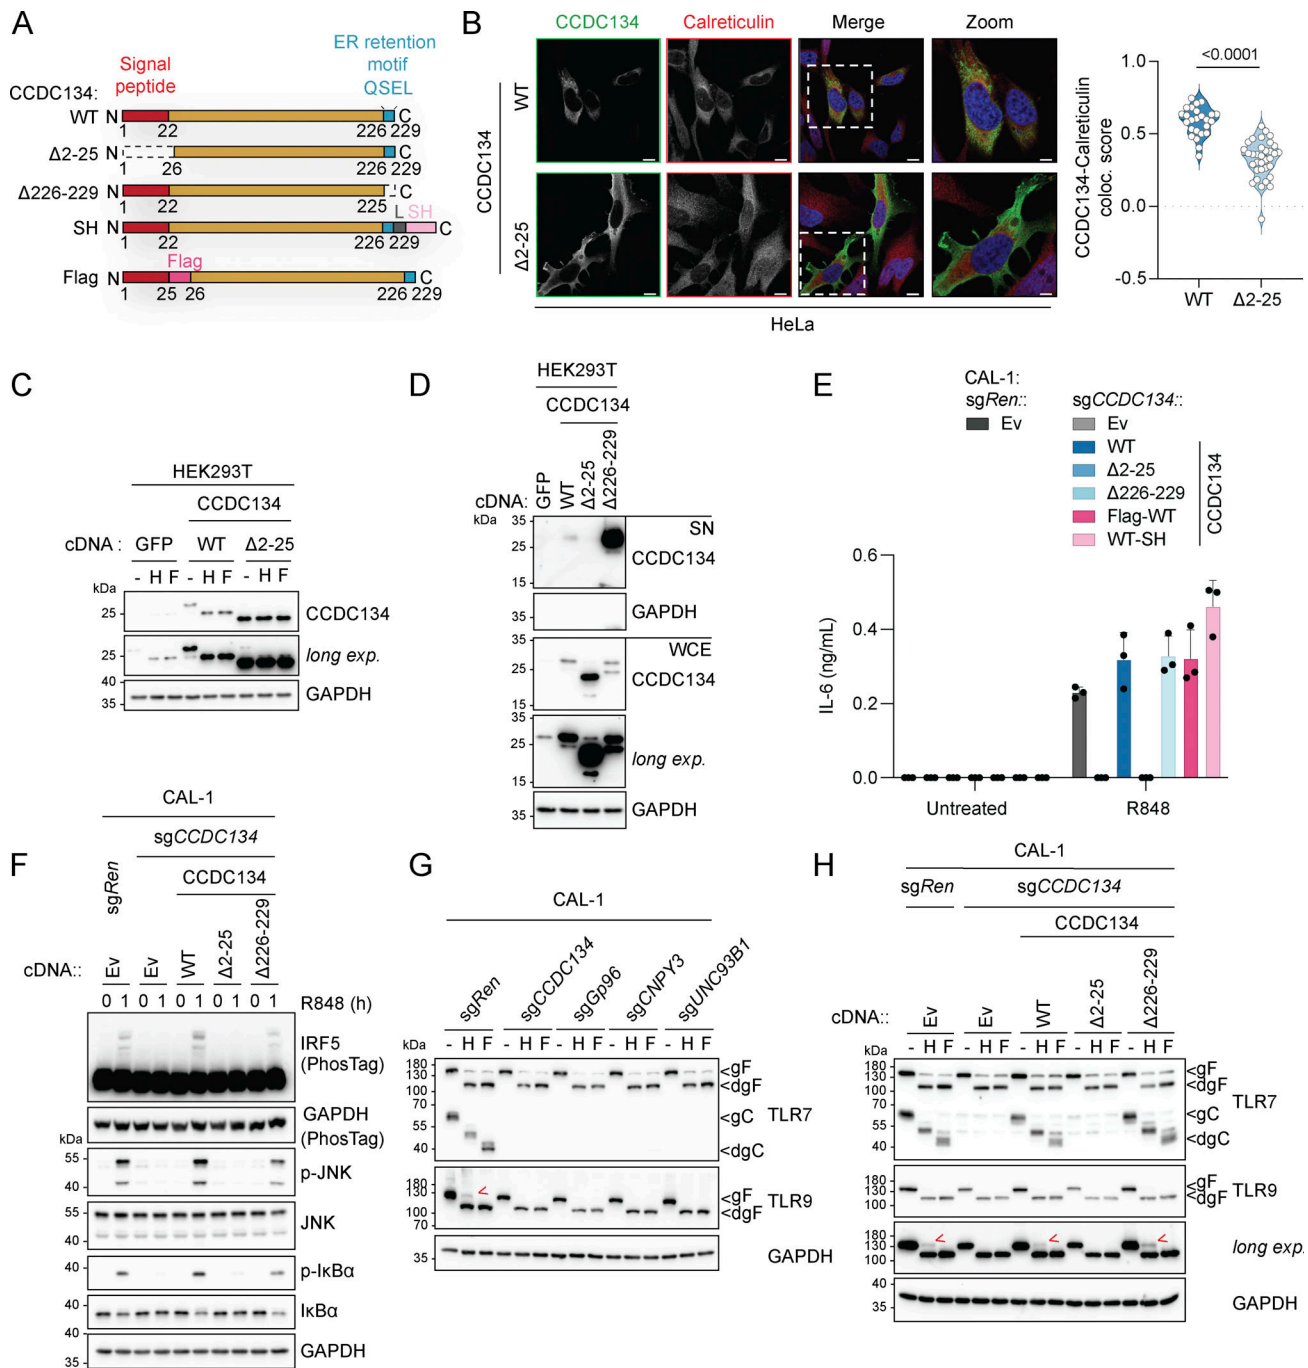 A
ER retention
motif
QSEL
Signal
peptide
CCDC134:
WT N C
1 22 226 229
Δ2-25 N C
1 26 226 229
Δ226-229 N C
1 22 225
L SH
SH N C
1 22 226 229
Flag
Flag N C
1 25 26 226 229
B
CCDC134 Calreticulin Merge Zoom
CCDC134
WT
Δ2-25
HeLa
<0.0001
CCDC134-Calreticulin
coloc. score
1.0
0.5
0.0
-0.5
WT Δ2-25
C
HEK293T
CCDC134
cDNA : GFP WT Δ2-25
- H F - H F - H F
kDa
25 CCDC134
25 long exp.
40
35 GAPDH
D
HEK293T
CCDC134
cDNA: GFP WT Δ2-25 Δ226-229
kDa
35 SN
25 CCDC134
15
35 GAPDH
35 WCE
25 CCDC134
15
35
25 long exp.
15
35 GAPDH
E
CAL-1:
sgRen:: sgCCDC134::
Ev Ev
WT
Δ2-25
Δ226-229
Flag-WT
WT-SH
CCDC134
IL-6 (ng/mL)
0.6
0.4
0.2
0.0
Untreated R848
F
CAL-1
sgCCDC134
sgRen
CCDC134
cDNA:: Ev Ev WT Δ2-25 Δ226-229
0 1 0 1 0 1 0 1 0 1 R848 (h)
IRF5
(PhosTag)
GAPDH
(PhosTag)
kDa
55 p-JNK
40
55 JNK
40
40 p-IκBα
40 IκBα
35
40 GAPDH
35
G
CAL-1
sgRen sgCCDC134 sgGp96 sgCNPY3 sgUNC93B1
- H F - H F - H F - H F - H F
kDa
180
130 <gF
100 <dgF
70 TLR7
55 <gC
40 <dgC
180
130 <gF
100 <dgF TLR9
70
35 GAPDH
H
CAL-1
sgRen sgCCDC134
CCDC134
cDNA:: Ev Ev WT Δ2-25 Δ226-229
- H F - H F - H F - H F - H F
kDa
180
130 <gF
100 <dgF
70 TLR7
55 <gC
40 <dgC
180
130 <gF
100 <dgF TLR9
180
130 long exp.
100
40
35 GAPDH